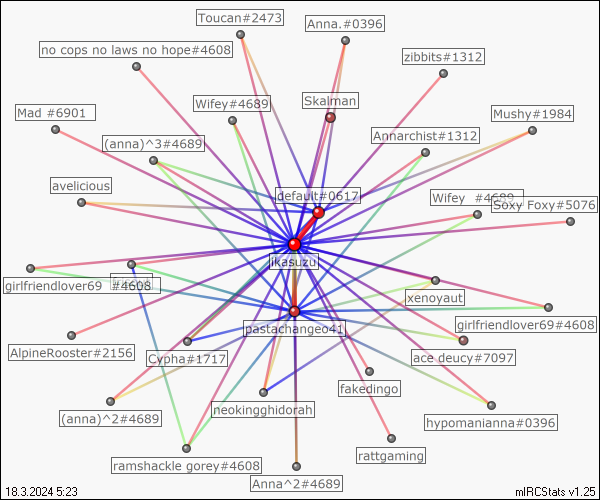 Toucan#2473
Anna.#0396
no cops no laws no hope#4608
zibbits#1312
Wifey#4689
Skalman
Mad #6901
Mushy#1984
(anna)^3#4689
Annarchist#1312
avelicious
default#0617
Wifey #4689
Soxy Foxy#5076
ikasuzu
girlfriendlover69
#4608
xenoyaut
pastachangeo41
girlfriendlover69#4608
AlpineRooster#2156
Cypha#1717
ace deucy#7097
fakedingo
(anna)^2#4689
neokingghidorah
hypomanianna#0396
rattgaming
ramshackle gorey#4608
Anna^2#4689
18.3.2024 5:23
mIRCStats v1.25